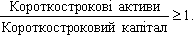 Короткострокові активи
Короткостроковий капітал ≥ 1.